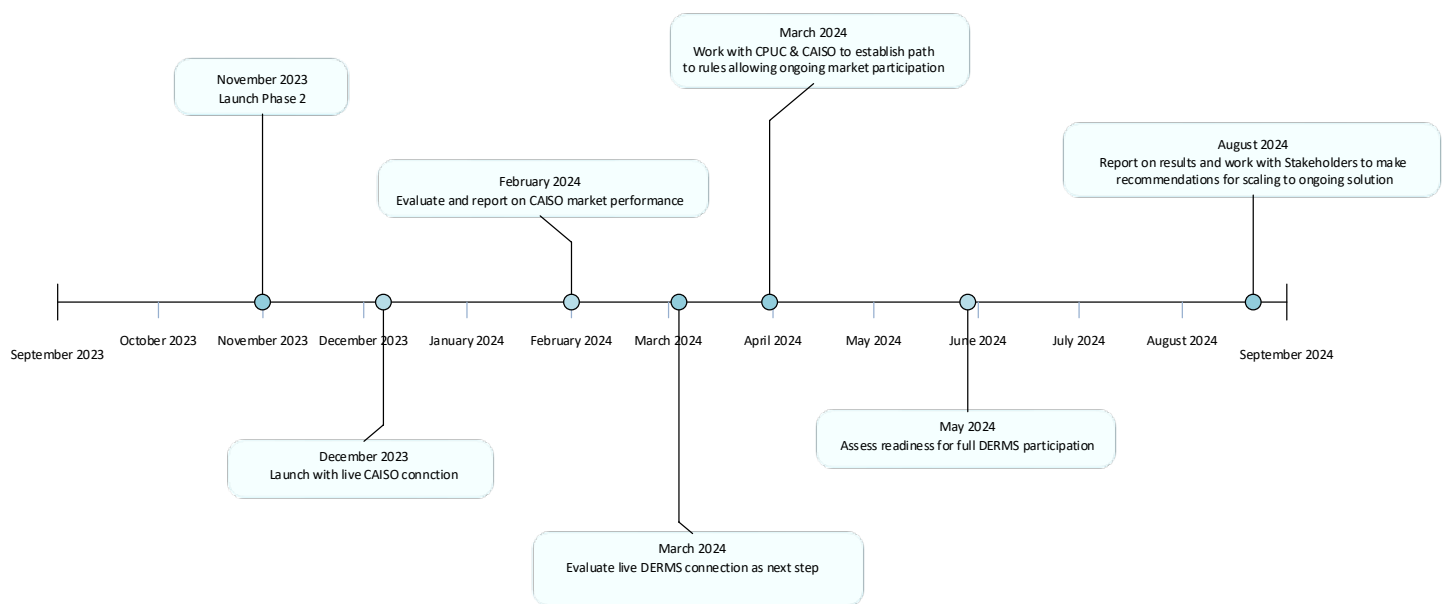 March 2024
Work with CPUC & CAISO to establish path
to rules allowing ongoing market participation
November 2023
Launch Phase 2
August 2024
Report on results and work with Stakeholders to make
recommendations for scaling to ongoing solution
February 2024
Evaluate and report on CAISO market performance
September 2023
October 2023
November 2023
December 2023
January 2024
February 2024
March 2024
April 2024
May 2024
June 2024
July 2024
August 2024
September 2024
May 2024
Assess readiness for full DERMS participation
December 2023
Launch with live CAISO connction
March 2024
Evaluate live DERMS connection as next step